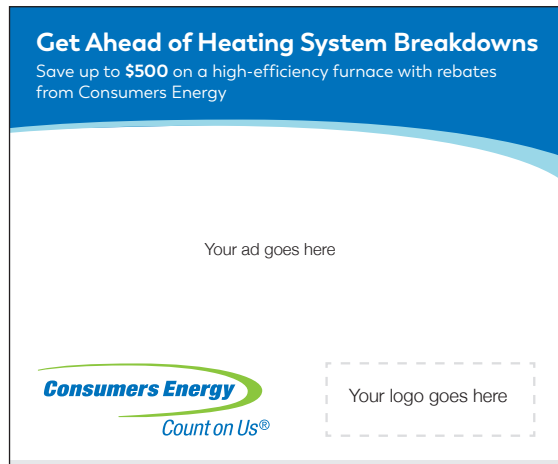 Get Ahead of Heating System Breakdowns
Save up to $500 on a high-efficiency furnace with rebates
from Consumers Energy
Your ad goes here
Consumers Energy
Count on Us®
Your logo goes here